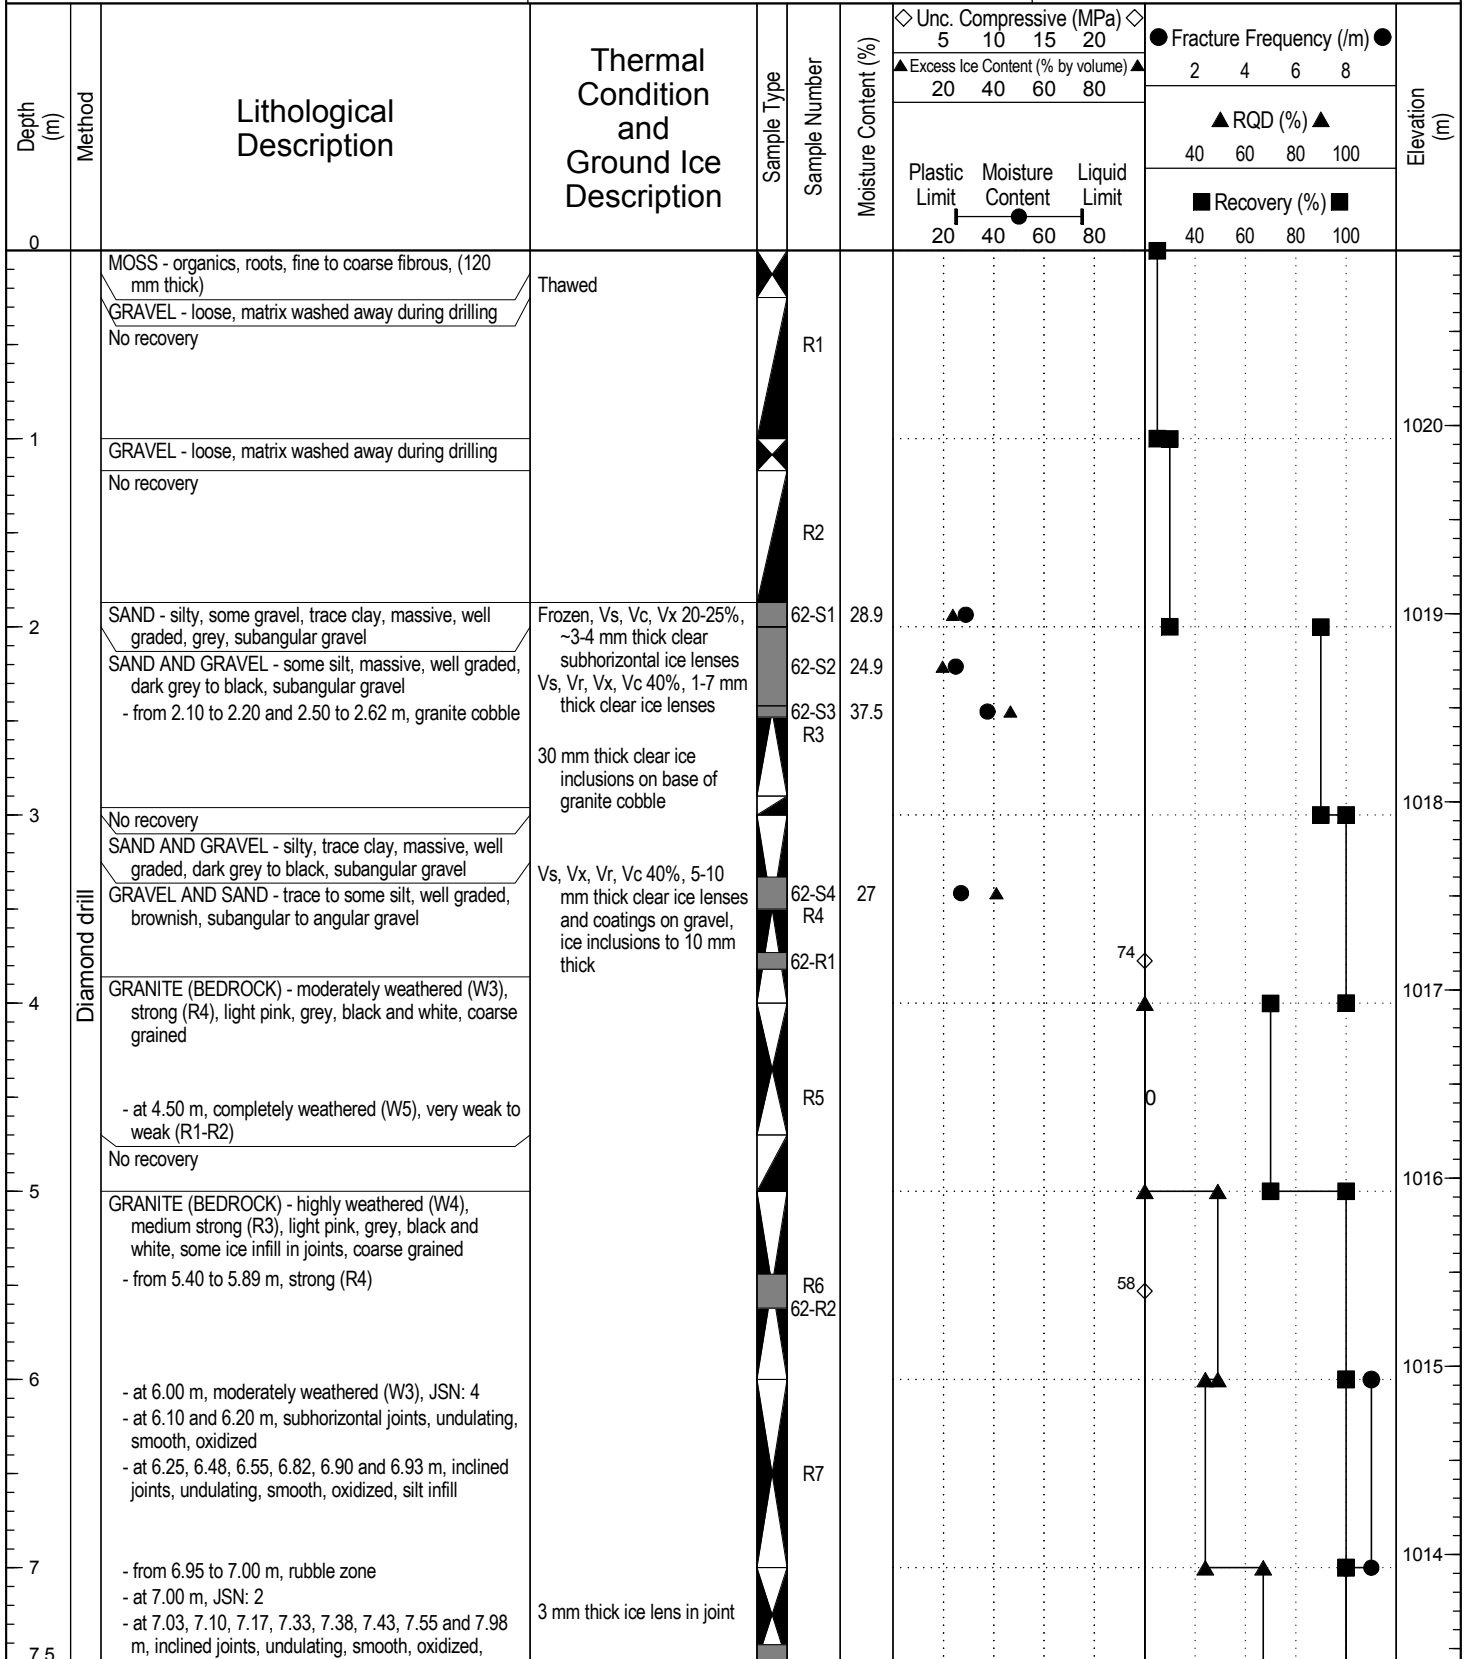 Depth
(m)
Method
Lithological
Description
Thermal
Condition
and
Ground Ice
Description
Sample Type
Sample Number
Moisture Content (%)
Unc. Compressive (MPa)
5 10 15 20
Excess Ice Content (% by volume)
20 40 60 80
Plastic Moisture Liquid
Limit Content Limit
20 40 60 80
Fracture Frequency (/m)
2 4 6 8
RQD (%)
40 60 80 100
Recovery (%)
40 60 80 100
Elevation
(m)
0
MOSS - organics, roots, fine to coarse fibrous, (120
mm thick)
Thawed
GRAVEL - loose, matrix washed away during drilling
No recovery
R1
1
1020
GRAVEL - loose, matrix washed away during drilling
No recovery
R2
SAND - silty, some gravel, trace clay, massive, well
graded, grey, subangular gravel
Frozen, Vs, Vc, Vx 20-25%,
~3-4 mm thick clear
subhorizontal ice lenses
62-S1 28.9
1019
2
SAND AND GRAVEL - some silt, massive, well graded,
dark grey to black, subangular gravel
- from 2.10 to 2.20 and 2.50 to 2.62 m, granite cobble
Vs, Vr, Vx, Vc 40%, 1-7 mm
thick clear ice lenses
62-S2 24.9
62-S3 37.5
R3
30 mm thick clear ice
inclusions on base of
granite cobble
1018
3
No recovery
SAND AND GRAVEL - silty, trace clay, massive, well
graded, dark grey to black, subangular gravel
GRAVEL AND SAND - trace to some silt, well graded,
brownish, subangular to angular gravel
Vs, Vx, Vr, Vc 40%, 5-10
mm thick clear ice lenses
and coatings on gravel,
ice inclusions to 10 mm
thick
62-S4 27
R4
62-R1
74
Diamond drill
GRANITE (BEDROCK) - moderately weathered (W3),
strong (R4), light pink, grey, black and white, coarse
grained
4
1017
- at 4.50 m, completely weathered (W5), very weak to
weak (R1-R2)
R5
0
No recovery
1016
5
GRANITE (BEDROCK) - highly weathered (W4),
medium strong (R3), light pink, grey, black and
white, some ice infill in joints, coarse grained
- from 5.40 to 5.89 m, strong (R4)
R6
62-R2
58
1015
6
- at 6.00 m, moderately weathered (W3), JSN: 4
- at 6.10 and 6.20 m, subhorizontal joints, undulating,
smooth, oxidized
- at 6.25, 6.48, 6.55, 6.82, 6.90 and 6.93 m, inclined
joints, undulating, smooth, oxidized, silt infill
R7
1014
7
- from 6.95 to 7.00 m, rubble zone
- at 7.00 m, JSN: 2
- at 7.03, 7.10, 7.17, 7.33, 7.38, 7.43, 7.55 and 7.98
m, inclined joints, undulating, smooth, oxidized,
3 mm thick ice lens in joint
7.5